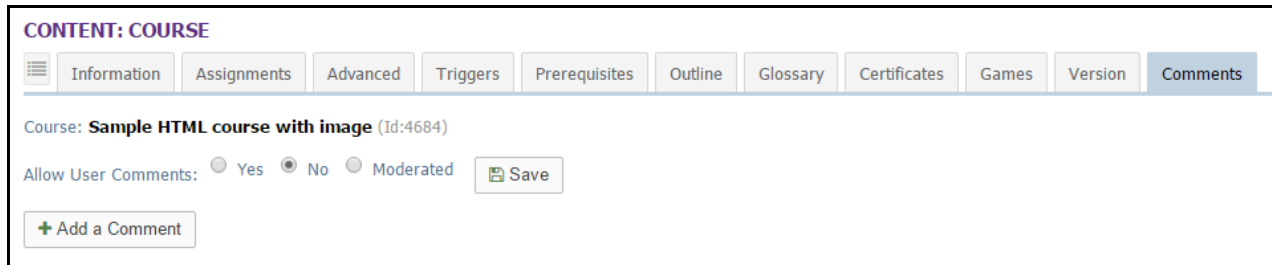 CONTENT: COURSE
Information Assignments Advanced Triggers Prerequisites Outline Glossary Certificates Games Version Comments
Course: Sample HTML course with image (Id:4684)
Allow User Comments: Yes No Moderated Save
Add a Comment